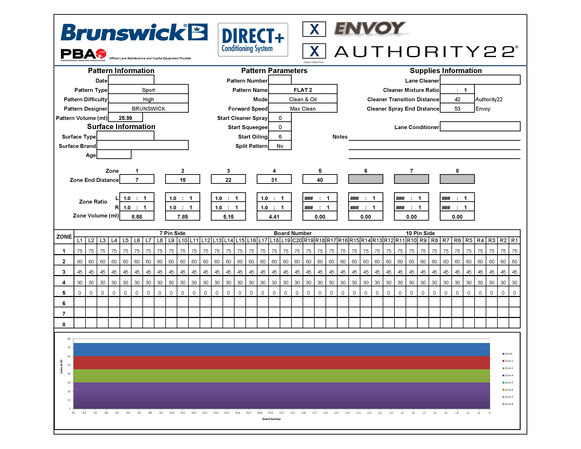 Brunswick
DIRECT+
Conditioning System
X ENVOY
X AUTHORITY22
PBA
Official Lane Maintenance and Capital Equipment Provider
Pattern Information
Date
Pattern Type Sport
Pattern Difficulty High
Pattern Designer BRUNSWICK
Pattern Volume (ml) 25.99
Surface Information
Surface Type
Surface Brand
Age
Pattern Parameters
Pattern Number
Pattern Name FLAT 2
Mode Clean & Oil
Forward Speed Max Clean
Start Cleaner Spray 0
Start Squeegee 0
Start Oiling 6
Split Pattern No
Supplies Information
Lane Cleaner
Cleaner Mixture Ratio : 1
Cleaner Transition Distance 42 Authority22
Cleaner Spray End Distance 53 Envoy
Lane Conditioner
Notes
Zone 1 2 3 4 5 6 7 8
Zone End Distance 7 15 22 31 40
Zone Ratio
L 1.0 : 1 1.0 : 1 1.0 : 1 1.0 : 1 ### : 1 ### : 1 ### : 1 ### : 1
R 1.0 : 1 1.0 : 1 1.0 : 1 1.0 : 1 ### : 1 ### : 1 ### : 1 ### : 1
Zone Volume (ml) 8.58 7.85 5.15 4.41 0.00 0.00 0.00 0.00
ZONE 7 Pin Side Board Number 10 Pin Side
L1 L2 L3 L4 L5 L6 L7 L8 L9 L10 L11 L12 L13 L14 L15 L16 L17 L18 L19 C20 R19 R18 R17 R16 R15 R14 R13 R12 R11 R10 R9 R8 R7 R6 R5 R4 R3 R2 R1
1 75 75 75 75 75 75 75 75 75 75 75 75 75 75 75 75 75 75 75 75 75 75 75 75 75 75 75 75 75 75 75 75 75 75 75 75 75 75 75
2 60 60 60 60 60 60 60 60 60 60 60 60 60 60 60 60 60 60 60 60 60 60 60 60 60 60 60 60 60 60 60 60 60 60 60 60 60 60 60
3 45 45 45 45 45 45 45 45 45 45 45 45 45 45 45 45 45 45 45 45 45 45 45 45 45 45 45 45 45 45 45 45 45 45 45 45 45 45 45
4 30 30 30 30 30 30 30 30 30 30 30 30 30 30 30 30 30 30 30 30 30 30 30 30 30 30 30 30 30 30 30 30 30 30 30 30 30 30 30
5 0 0 0 0 0 0 0 0 0 0 0 0 0 0 0 0 0 0 0 0 0 0 0 0 0 0 0 0 0 0 0 0 0 0 0 0 0 0 0
6
7
8
Board Number